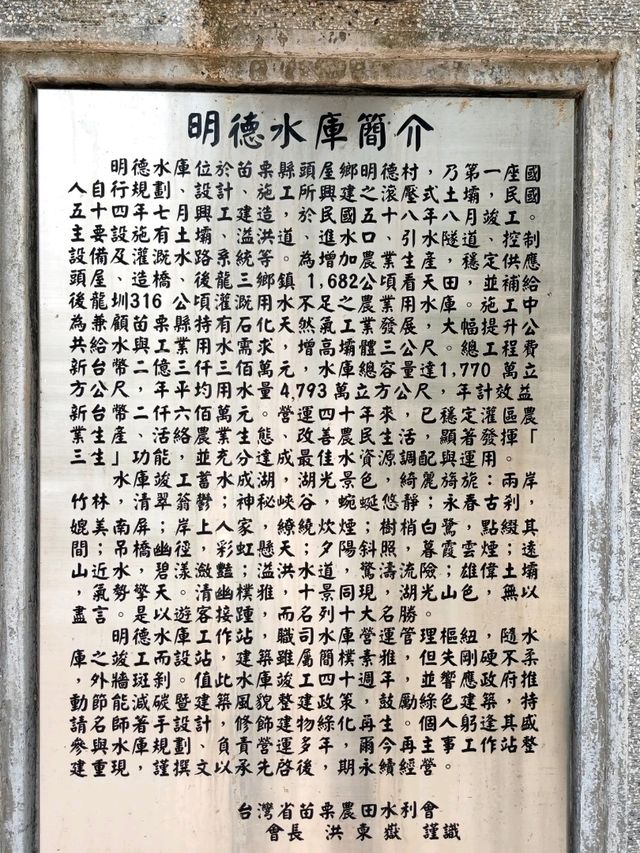 明德水庫簡介
明德水庫位於苗栗縣頭屋鄉明德村，乃第一座國
人自行規劃、設計、施工所興建之滾壓式土壩，民國
五十四年七月興工建造，於民國五十八年八月竣工。
主要設施有土壩、溢洪道、進水口、引水隧道、控制
設備及灌溉水路系統等。為增加農業生產，穩定供應
頭屋、造橋、後龍三鄉鎮 1,682公頃看天田，並補給
後龍圳316 公頃灌溉用水不足之農業用水庫。施工中
為兼顧苗栗縣特有石化天然氣工業發展，大幅提升公
共給水與工業用水需求，增高壩體三公尺。總工程費
新台幣二億三仟三佰萬元，水庫總容量達1,770 萬立
方公尺，年平均用水量4,793 萬立方公尺，年計效益
新台幣二仟六佰萬元。營運四十年來，已穩定灌區農
業生產、活絡農業生態、改善農民生活，顯著發揮「
三生」功能，並充分達成最佳水資源調配與運用。
水庫竣工蓄水成湖，湖光景色，綺麗旖旎：兩岸
竹林，清翠蓊鬱；神秘峽谷，蜿蜒悠靜；永春古剎，
媲美南屏；岸上人家，繚繞炊煙；樹梢白鷺，點綴其
間；吊橋幽徑，彩虹懸天；夕陽斜照，暮霞雲煙；遠
山近水，碧漾瀲豔；溢洪水道，驚濤流險；雄偉土壩
，氣勢擎天。清幽樸雅，十景同現，湖光山色，無以
盡言。是以遊客接踵，而名列十大名勝。
明德水庫工作站，職司水庫營運管理樞紐，隨水
庫之竣工而設站，建築雖屬簡樸素雅，但失剛硬不柔
，外牆斑剝。值此水庫竣工四十週年，並響應政府推
動節能減碳暨建築風貌整建政策，鼓勵綠色建築，特
請名師著手設計，修飾建物綠化再生。個人躬逢其盛
參與水庫規劃、負責營運多年，爾今再主事工作站整
建重現，謹撰文以承先啓後，期永續經營。
台灣省苗栗農田水利會
會長 洪東嶽 謹識